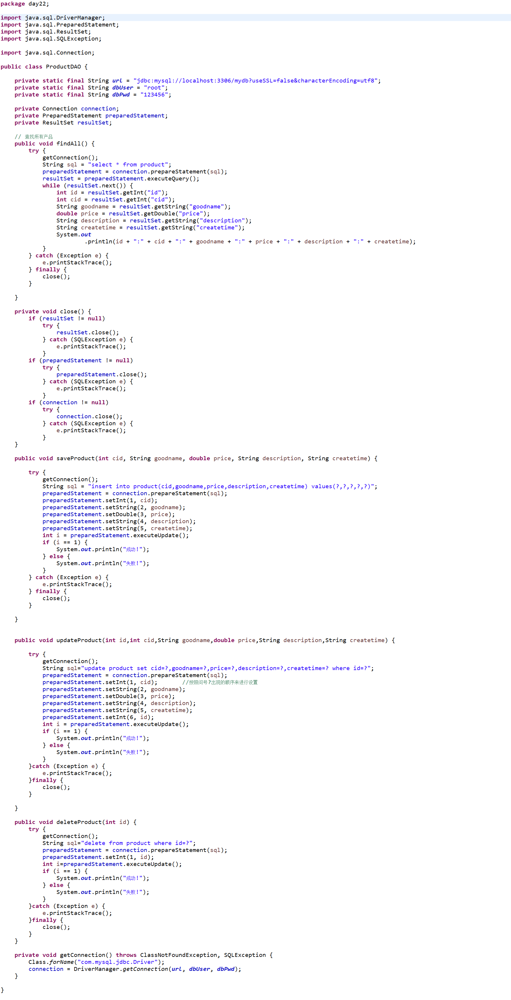 package day22;
import java.sql.DriverManager;
import java.sql.PreparedStatement;
import java.sql.ResultSet;
import java.sql.SQLException;
import java.sql.Connection;
public class ProductDAO {
private static final String url = "jdbc:mysql://localhost:3306/mydb?useSSL=false&characterEncoding=utf8";
private static final String dbUser = "root";
private static final String dbPwd = "123456";
private Connection connection;
private PreparedStatement preparedStatement;
private ResultSet resultSet;
// 查找所有产品
public void findAll() {
try {
getConnection();
String sql = "select * from product";
preparedStatement = connection.prepareStatement(sql);
resultSet = preparedStatement.executeQuery();
while (resultSet.next()) {
int id = resultSet.getInt("id");
int cid = resultSet.getInt("cid");
String goodname = resultSet.getString("goodname");
double price = resultSet.getDouble("price");
String description = resultSet.getString("description");
String createtime = resultSet.getString("createtime");
System.out
.println(id + ":" + cid + ":" + goodname + ":" + price + ":" + description + ":" + createtime);
}
} catch (Exception e) {
e.printStackTrace();
} finally {
close();
}
}
private void close() {
if (resultSet != null)
try {
resultSet.close();
} catch (SQLException e) {
e.printStackTrace();
}
if (preparedStatement != null)
try {
preparedStatement.close();
} catch (SQLException e) {
e.printStackTrace();
}
if (connection != null)
try {
connection.close();
} catch (SQLException e) {
e.printStackTrace();
}
}
public void saveProduct(int cid, String goodname, double price, String description, String createtime) {
try {
getConnection();
String sql = "insert into product(cid,goodname,price,description,createtime) values(?,?,?,?,?)";
preparedStatement = connection.prepareStatement(sql);
preparedStatement.setInt(1, cid);
preparedStatement.setString(2, goodname);
preparedStatement.setDouble(3, price);
preparedStatement.setString(4, description);
preparedStatement.setString(5, createtime);
int i = preparedStatement.executeUpdate();
if (i == 1) {
System.out.println("成功!");
} else {
System.out.println("失败!");
}
} catch (Exception e) {
e.printStackTrace();
} finally {
close();
}
}
public void updateProduct(int id,int cid,String goodname,double price,String description,String createtime) {
try {
getConnection();
String sql="update product set cid=?,goodname=?,price=?,description=?,createtime=? where id=?";
preparedStatement = connection.prepareStatement(sql);
preparedStatement.setInt(1, cid); //按照问号?出现的顺序来进行设置
preparedStatement.setString(2, goodname);
preparedStatement.setDouble(3, price);
preparedStatement.setString(4, description);
preparedStatement.setString(5, createtime);
preparedStatement.setInt(6, id);
int i = preparedStatement.executeUpdate();
if (i == 1) {
System.out.println("成功!");
} else {
System.out.println("失败!");
}
}catch (Exception e) {
e.printStackTrace();
}finally {
close();
}
}
public void deleteProduct(int id) {
try {
getConnection();
String sql="delete from product where id=?";
preparedStatement = connection.prepareStatement(sql);
preparedStatement.setInt(1, id);
int i=preparedStatement.executeUpdate();
if (i == 1) {
System.out.println("成功!");
} else {
System.out.println("失败!");
}
}catch (Exception e) {
e.printStackTrace();
}finally {
close();
}
}
private void getConnection() throws ClassNotFoundException, SQLException {
Class.forName("com.mysql.jdbc.Driver");
connection = DriverManager.getConnection(url, dbUser, dbPwd);
}
}